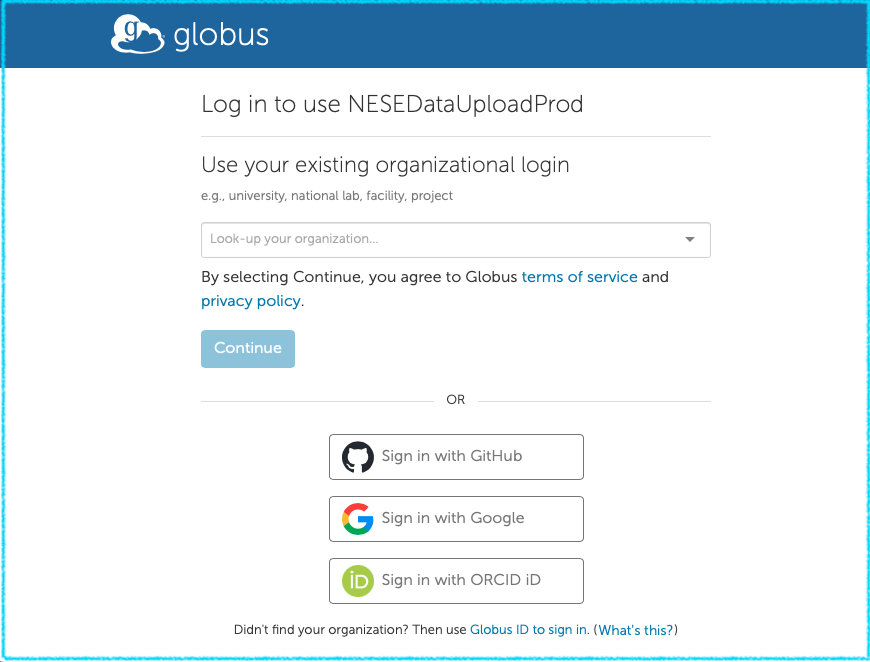 globus
Log in to use NESEDataUploadProd
Use your existing organizational login
e.g., university, national lab, facility, project
Look-up your organization...
By selecting Continue, you agree to Globus terms of service and
privacy policy.
Continue
OR
Sign in with GitHub
Sign in with Google
Sign in with ORCID iD
Didn't find your organization? Then use Globus ID to sign in. (What's this?)